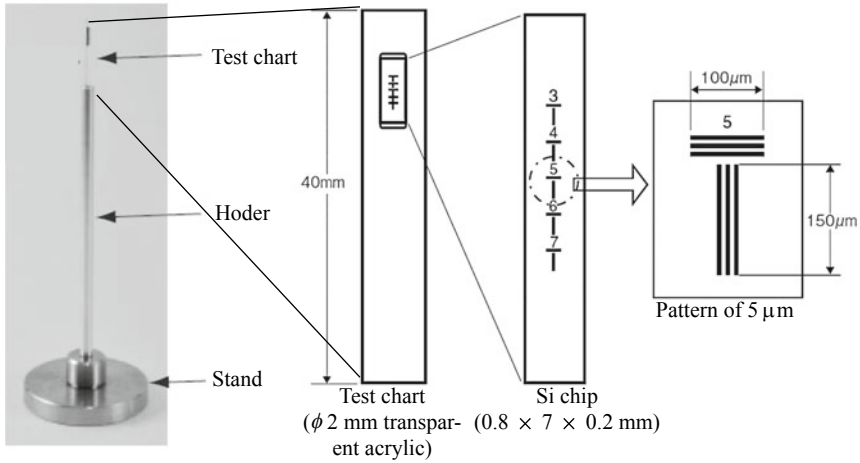 Test chart
Hoder
Stand
40mm
Test chart
(ϕ 2 mm transpar-
ent acrylic)
3
4
5
6
7
Si chip
(0.8 × 7 × 0.2 mm)
100μm
5
150μm
Pattern of 5 μm